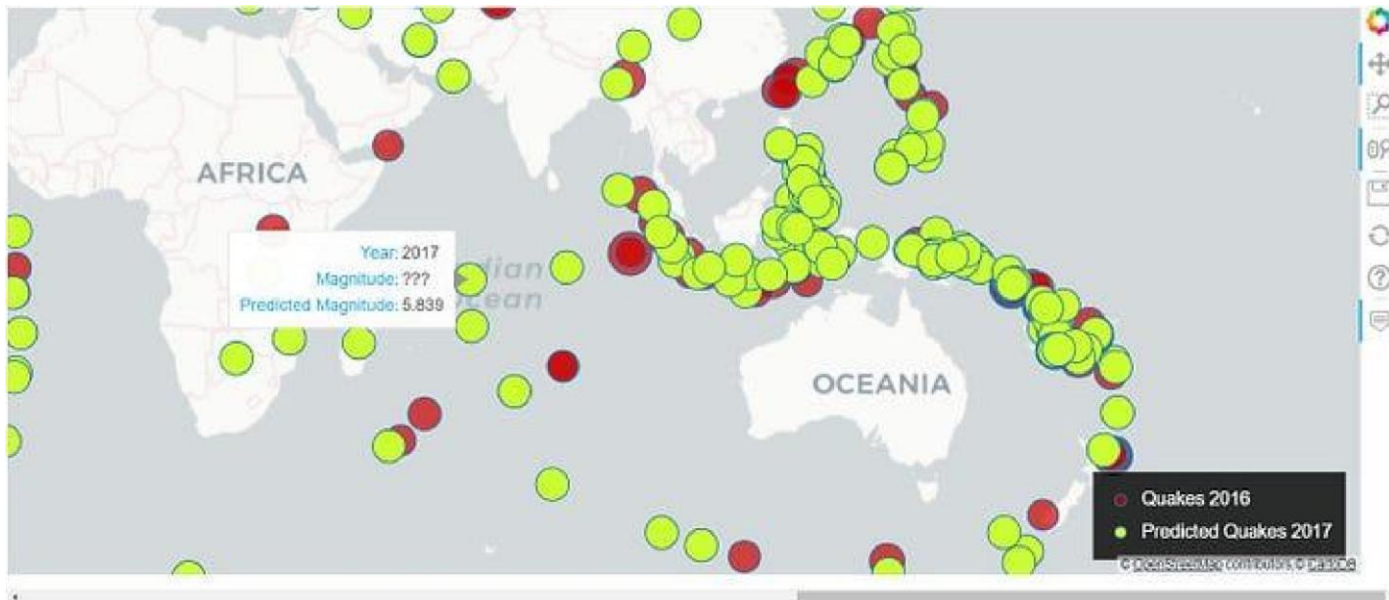 AFRICA
Year: 2017
Magnitude: ???
Predicted Magnitude: 5.839
dian
cean
OCEANIA
Quakes 2016
Predicted Quakes 2017
© OpenStreetMap contributors, © CartoDB